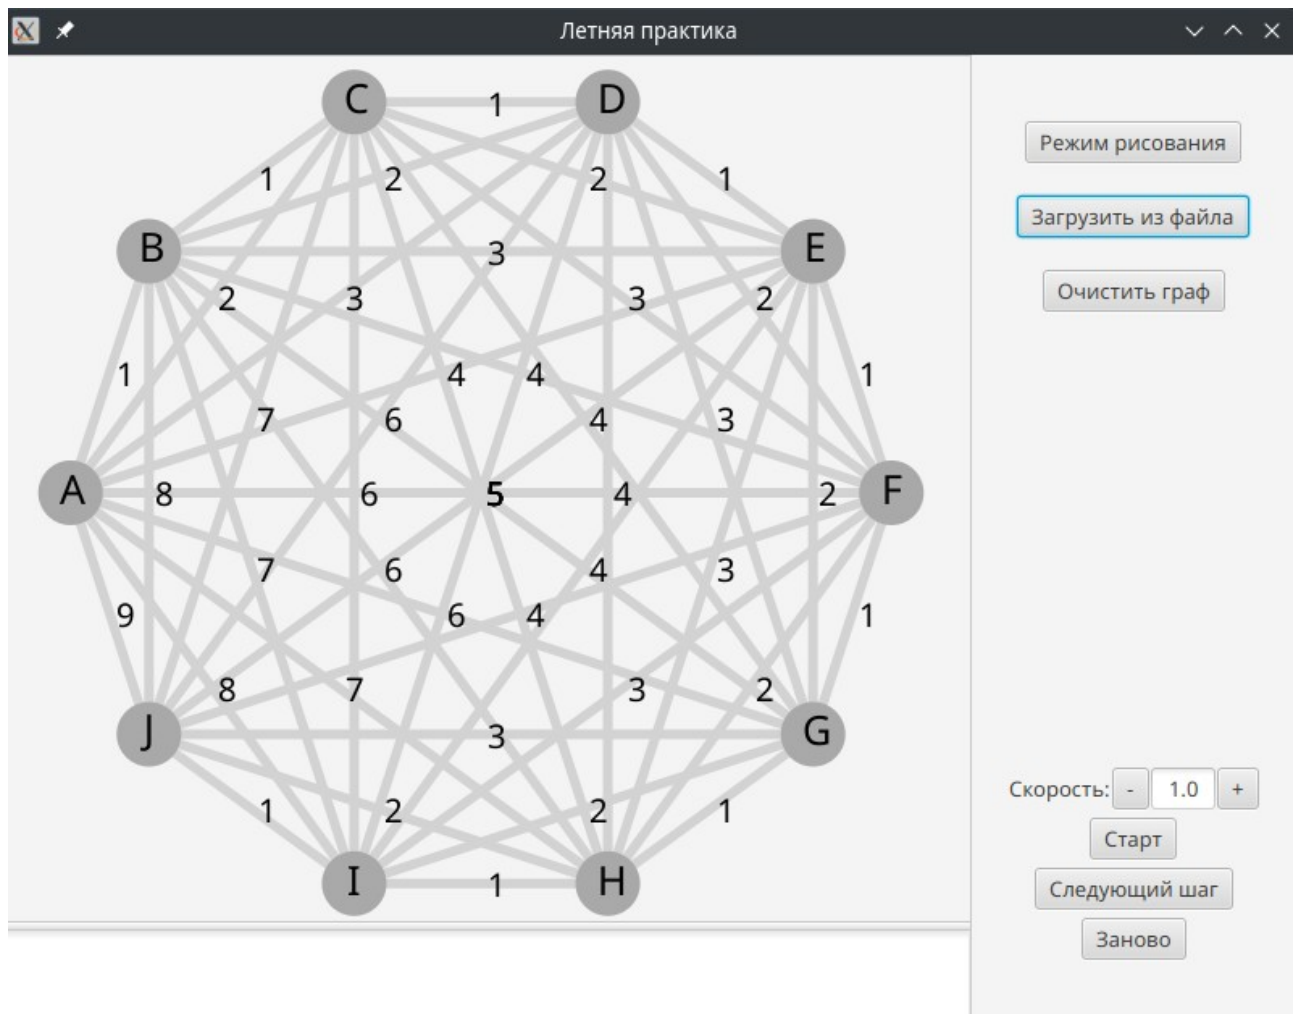 Летняя практика
C 1 D
1 2 2 1
B 3 E
2 3 3 2
1 4 4 1
7 6 4 3
A 8 6 5 4 2 F
7 6 4 3
9 6 4 1
8 7 3 2
J 3 G
1 2 2 1
I 1 H
Режим рисования
Загрузить из файла
Очистить граф
Скорость: - 1.0 +
Старт
Следующий шаг
Заново